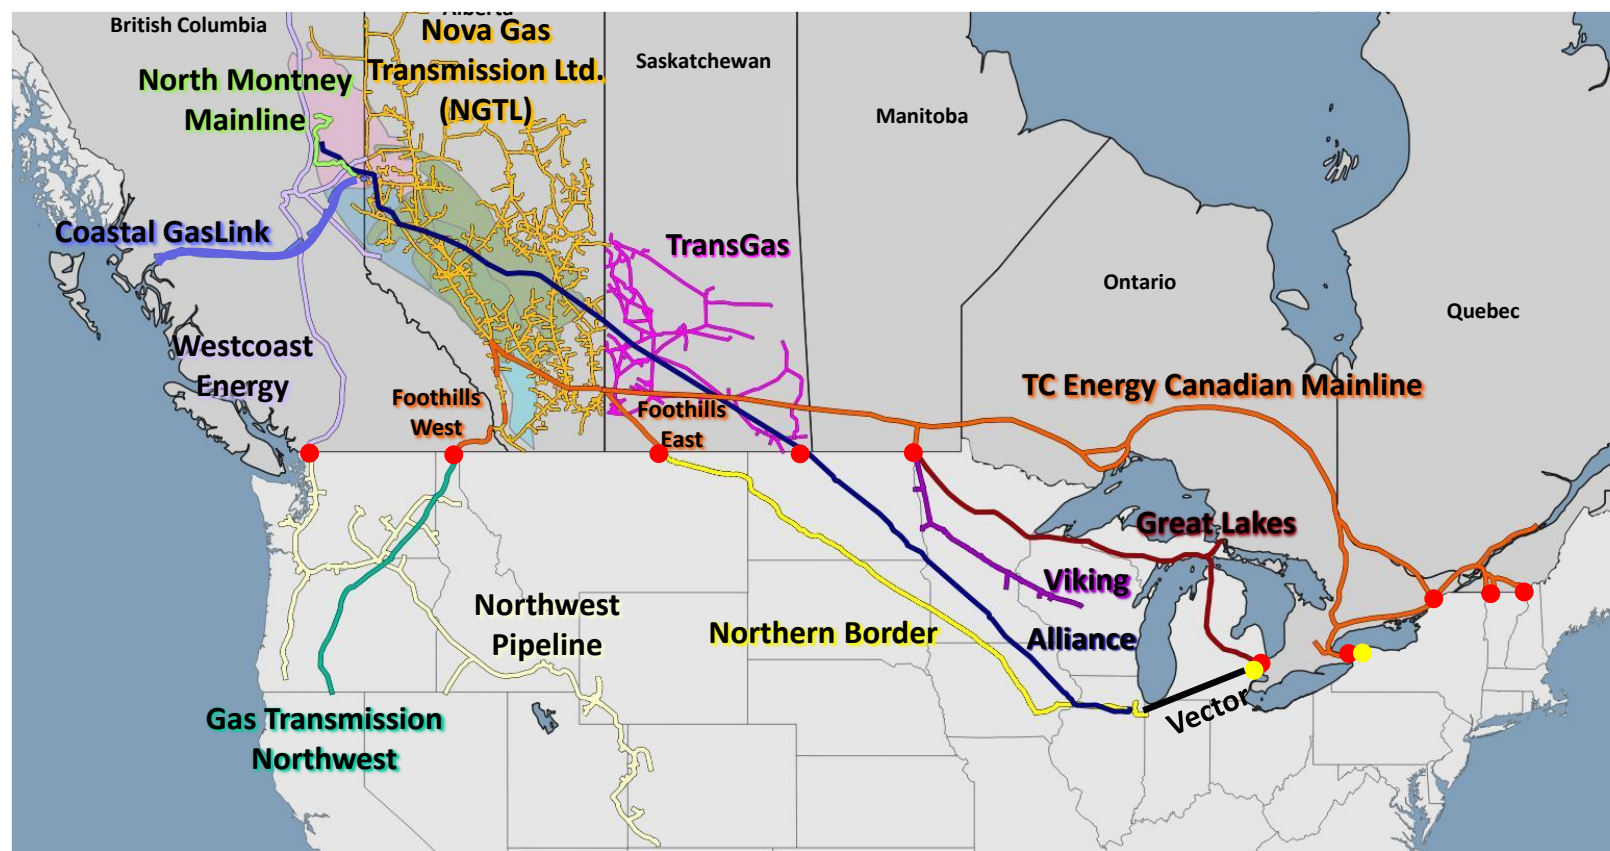 British Columbia
Alberta
Nova Gas
Transmission Ltd.
(NGTL)
Saskatchewan
Manitoba
North Montney
Mainline
Coastal GasLink
TransGas
Ontario
Quebec
Westcoast
Energy
Foothills
West
Foothills
East
TC Energy Canadian Mainline
Great Lakes
Viking
Northwest
Pipeline
Northern Border
Alliance
Vector
Gas Transmission
Northwest